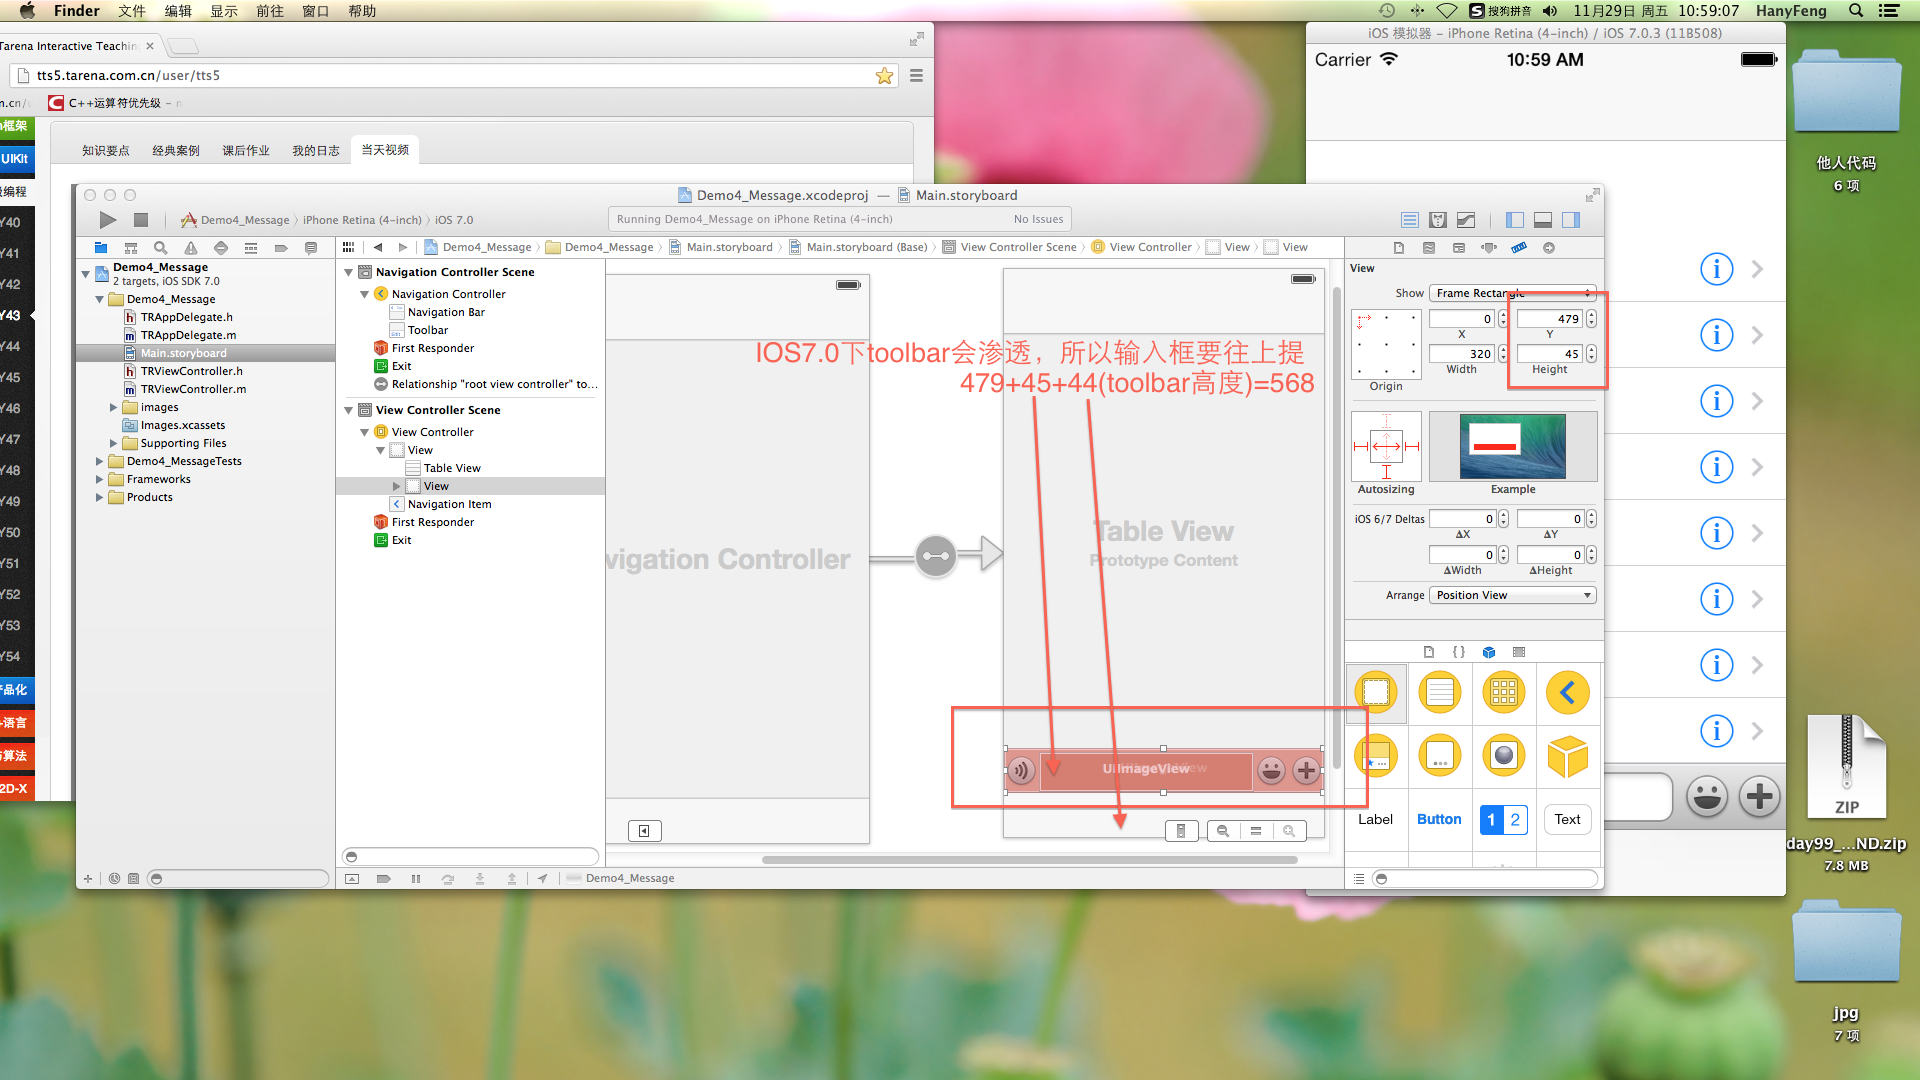 Finder 文件 编辑 显示 前往 窗口 帮助
搜狗拼音 11月29日 周五 10:59:07 HanyFeng
Tarena Interactive Teachin
tts5.tarena.com.cn/user/tts5
C++运算符优先级 – n
知识要点 经典案例 课后作业 我的日志 当天视频
框架
UIKit
编程
Y40
Y41
Y42
Y43
Y44
Y45
Y46
Y47
Y48
Y49
Y50
Y51
Y52
Y53
Y54
产品化
语言
算法
2D-X
iOS 模拟器 – iPhone Retina (4-inch) / iOS 7.0.3 (11B508)
Carrier 10:59 AM
Demo4_Message.xcodeproj — Main.storyboard
Demo4_Message iPhone Retina (4-inch) iOS 7.0
Running Demo4_Message on iPhone Retina (4-inch) No Issues
Demo4_Message Demo4_Message Main.storyboard Main.storyboard (Base) View Controller Scene View Controller View View
Demo4_Message
2 targets, iOS SDK 7.0
Demo4_Message
TRAppDelegate.h
TRAppDelegate.m
Main.storyboard
TRViewController.h
TRViewController.m
images
Images.xcassets
Supporting Files
Demo4_MessageTests
Frameworks
Products
Navigation Controller Scene
Navigation Controller
Navigation Bar
Toolbar
First Responder
Exit
Relationship "root view controller" to...
View Controller Scene
View Controller
View
Table View
View
Navigation Item
First Responder
Exit
IOS7.0下toolbar会渗透，所以输入框要往上提
479+45+44(toolbar高度)=568
vigation Controller
Table View
Prototype Content
UIImageView
Demo4_Message
View
Show Frame Rectangle
0 479
X Y
320 45
Width Height
Origin
Autosizing Example
iOS 6/7 Deltas 0 0
ΔX ΔY
0 0
ΔWidth ΔHeight
Arrange Position View
Label Button 1 2 Text
他人代码
6 项
ZIP
day99_...ND.zip
7.8 MB
jpg
7 项